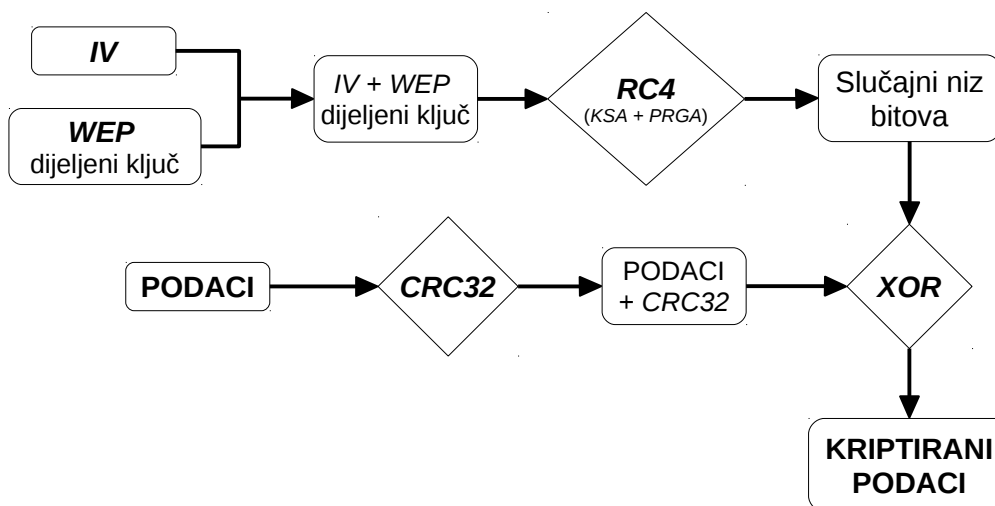 IV
WEP
dijeljeni ključ
IV + WEP
dijeljeni ključ
RC4
(KSA + PRGA)
Slučajni niz
bitova
PODACI
CRC32
PODACI
+ CRC32
XOR
KRIPTIRANI
PODACI